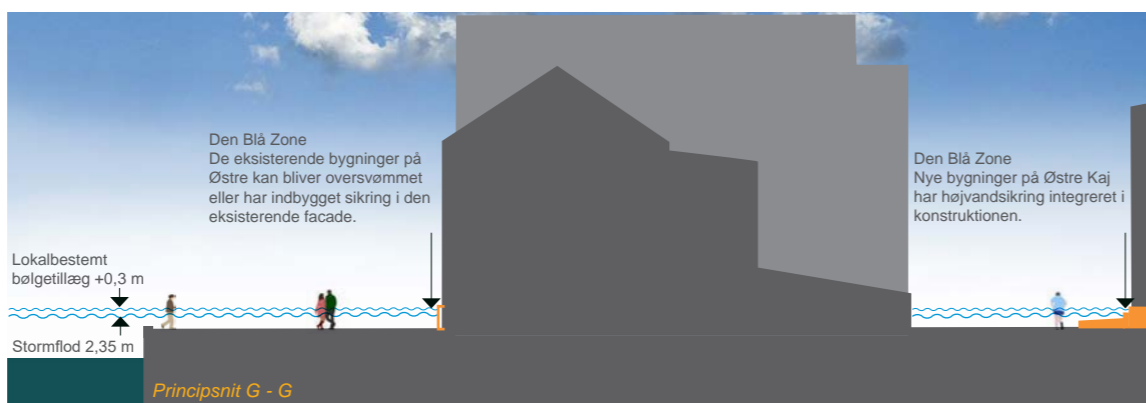 Den Blå Zone
De eksisterende bygninger på
Østre kan bliver oversvømmet
eller har indbygget sikring i den
eksisterende facade.
Den Blå Zone
Nye bygninger på Østre Kaj
har højvandsikring integreret i
konstruktionen.
Lokalbestemt
bølgetillæg +0,3 m
Stormflod 2,35 m
Principsnit G - G